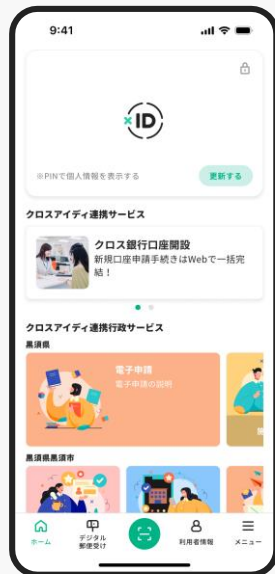 9:41
×ID
※PINで個人情報を表示する
更新する
クロスアイディ連携サービス
クロス銀行口座開設
新規口座申請手続きはWebで一括完
結！
クロスアイディ連携行政サービス
黒須県
電子申請
電子申請の説明
黒須県黒須市
ホーム
デジタル
郵便受け
利用者情報
メニュー